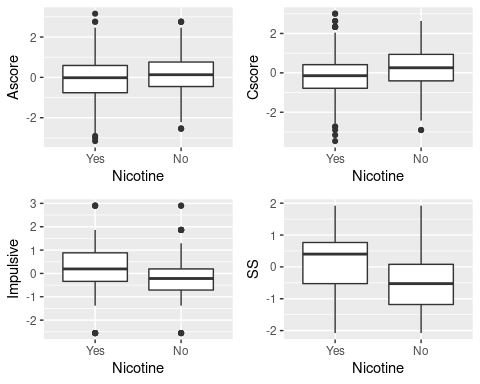 Ascore
2
0
-2
Yes No
Nicotine
Cscore
2
0
-2
Yes No
Nicotine
Impulsive
3
2
1
0
-1
-2
Yes No
Nicotine
SS
2
1
0
-1
-2
Yes No
Nicotine